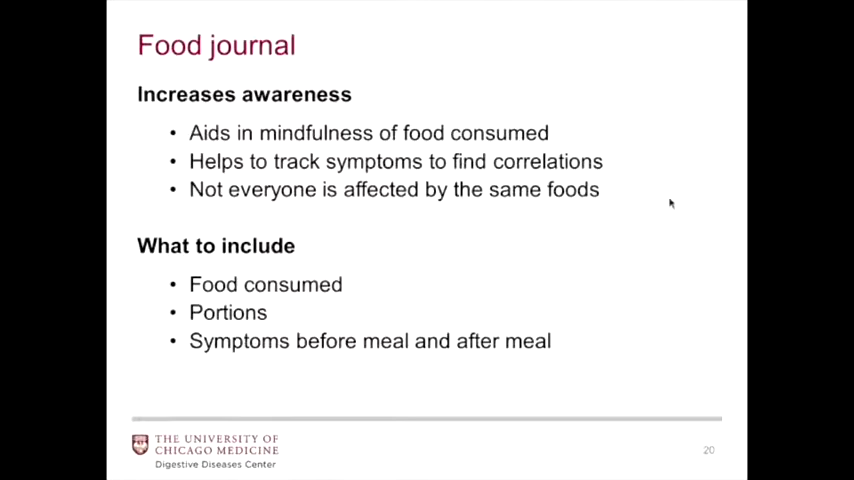 Food journal
Increases awareness
• Aids in mindfulness of food consumed
• Helps to track symptoms to find correlations
• Not everyone is affected by the same foods
What to include
• Food consumed
• Portions
• Symptoms before meal and after meal
THE UNIVERSITY OF
CHICAGO MEDICINE
Digestive Diseases Center
20